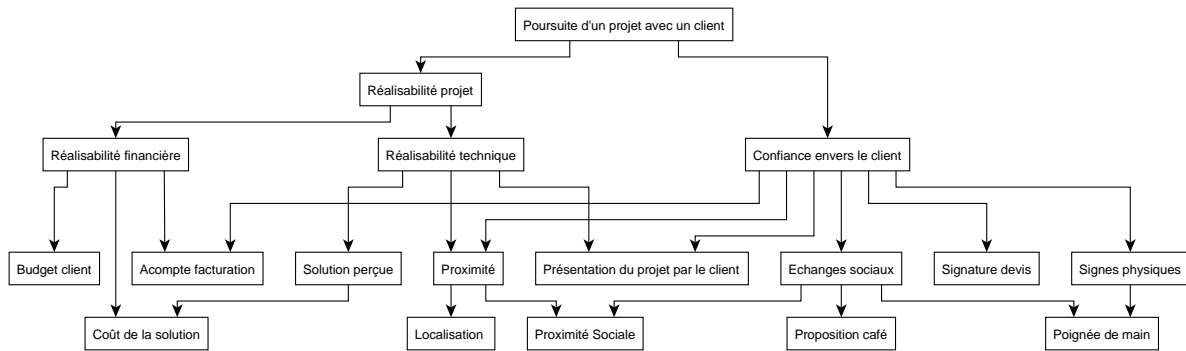 Poursuite d'un projet avec un client
Réalisabilité projet
Réalisabilité financière
Réalisabilité technique
Confiance envers le client
Budget client
Acompte facturation
Solution perçue
Proximité
Présentation du projet par le client
Echanges sociaux
Signature devis
Signes physiques
Coût de la solution
Localisation
Proximité Sociale
Proposition café
Poignée de main